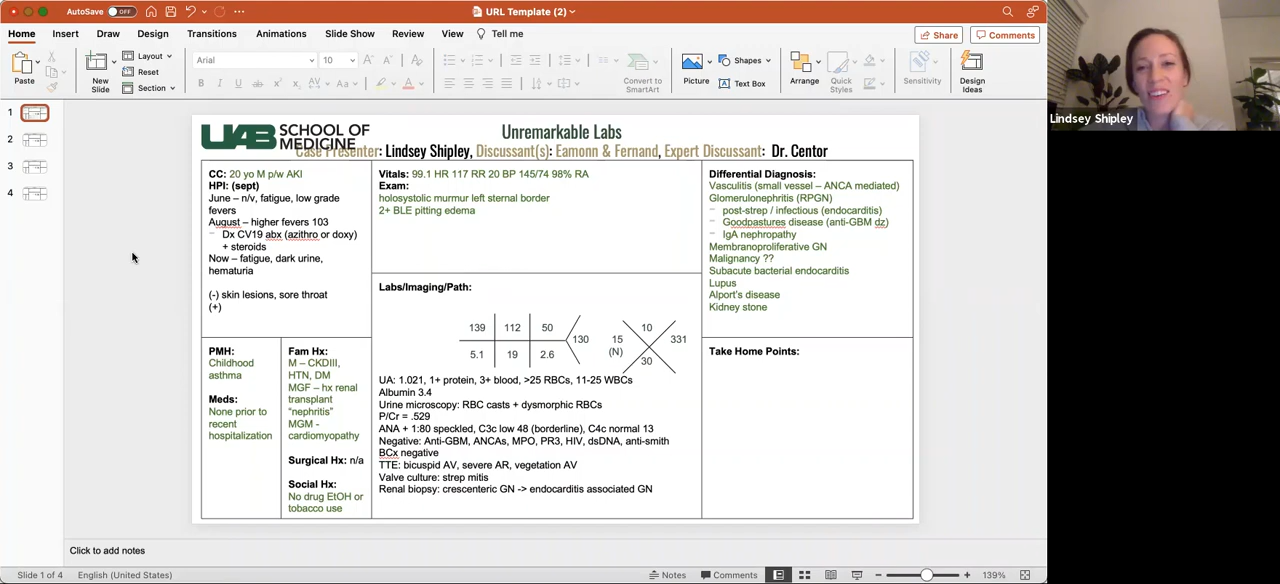 AutoSave OFF
URL Template (2)
Home Insert Draw Design Transitions Animations Slide Show Review View Tell me
Share Comments
Paste
New Slide
Layout
Reset
Section
Arial 10
Convert to SmartArt
Picture
Shapes
Text Box
Arrange
Quick Styles
Sensitivity
Design Ideas
1
2
3
4
UAB SCHOOL OF MEDICINE
Unremarkable Labs
Case Presenter: Lindsey Shipley, Discussant(s): Eamonn & Fernand, Expert Discussant: Dr. Centor
CC: 20 yo M p/w AKI
HPI: (sept)
June – n/v, fatigue, low grade
fevers
August – higher fevers 103
- Dx CV19 abx (azithro or doxy)
+ steroids
Now – fatigue, dark urine,
hematuria
(-) skin lesions, sore throat
(+)
PMH:
Childhood
asthma
Meds:
None prior to
recent
hospitalization
Fam Hx:
M – CKDIII,
HTN, DM
MGF – hx renal
transplant
“nephritis”
MGM -
cardiomyopathy
Surgical Hx: n/a
Social Hx:
No drug EtOH or
tobacco use
Vitals: 99.1 HR 117 RR 20 BP 145/74 98% RA
Exam:
holosystolic murmur left sternal border
2+ BLE pitting edema
Labs/Imaging/Path:
139 112 50
130
5.1 19 2.6
10
15
(N)
331
30
UA: 1.021, 1+ protein, 3+ blood, >25 RBCs, 11-25 WBCs
Albumin 3.4
Urine microscopy: RBC casts + dysmorphic RBCs
P/Cr = .529
ANA + 1:80 speckled, C3c low 48 (borderline), C4c normal 13
Negative: Anti-GBM, ANCAs, MPO, PR3, HIV, dsDNA, anti-smith
BCx negative
TTE: bicuspid AV, severe AR, vegetation AV
Valve culture: strep mitis
Renal biopsy: crescenteric GN -> endocarditis associated GN
Differential Diagnosis:
Vasculitis (small vessel – ANCA mediated)
Glomerulonephritis (RPGN)
- post-strep / infectious (endocarditis)
- Goodpastures disease (anti-GBM dz)
- IgA nephropathy
Membranoproliferative GN
Malignancy ??
Subacute bacterial endocarditis
Lupus
Alport's disease
Kidney stone
Take Home Points:
Lindsey Shipley
Click to add notes
Slide 1 of 4 English (United States) Notes Comments 139%